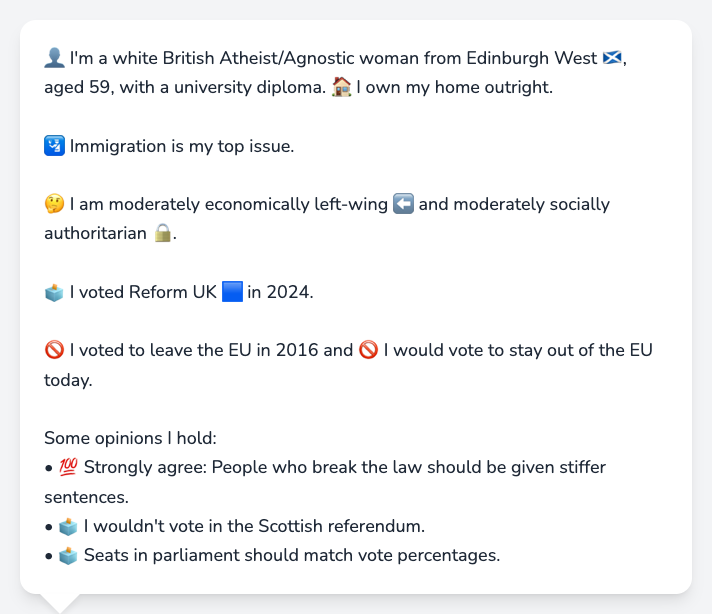 👤 I'm a white British Atheist/Agnostic woman from Edinburgh West 🏴󠁧󠁢󠁳󠁣󠁴󠁿,
aged 59, with a university diploma. 🏠 I own my home outright.
🛂 Immigration is my top issue.
🤔 I am moderately economically left-wing ⬅️ and moderately socially
authoritarian 🔒.
🗳️ I voted Reform UK 🟦 in 2024.
🚫 I voted to leave the EU in 2016 and 🚫 I would vote to stay out of the EU
today.
Some opinions I hold:
• 💯 Strongly agree: People who break the law should be given stiffer
sentences.
• 🗳️ I wouldn't vote in the Scottish referendum.
• 🗳️ Seats in parliament should match vote percentages.